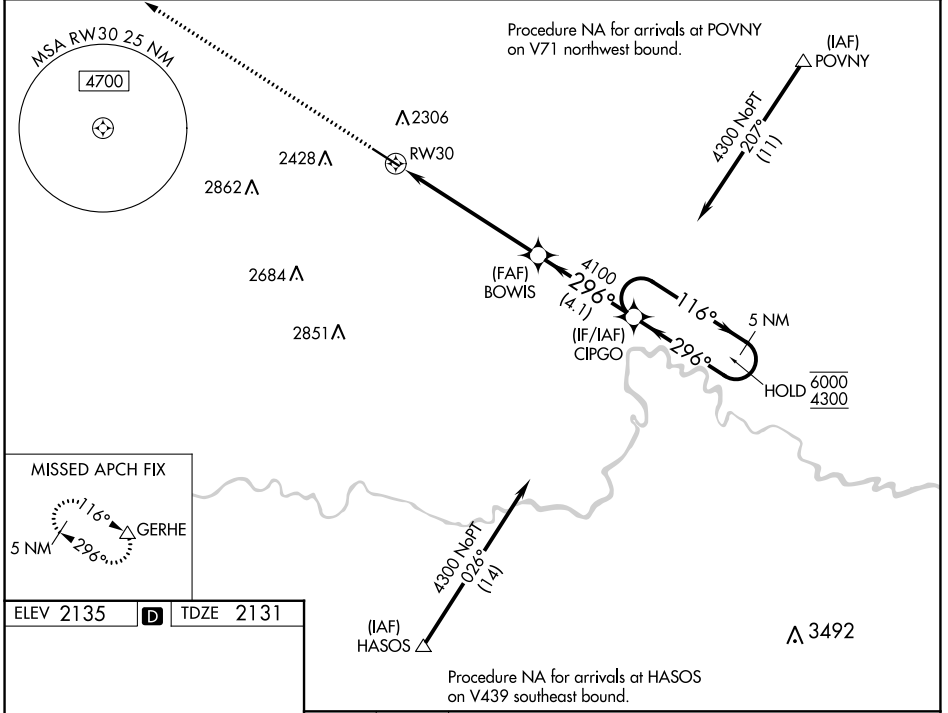 MSA RW30 25 NM
4700
Procedure NA for arrivals at POVNY
on V71 northwest bound.
(IAF)
POVNY
4300 NoPT
207°
(11)
2306
2428
RW30
2862
2684
2851
(FAF)
BOWIS
4100
296°
(4.1)
(IF/IAF)
CIPGO
116°
296°
5 NM
HOLD 6000
4300
MISSED APCH FIX
116°
GERHE
5 NM
296°
4300 NoPT
026°
(14)
ELEV 2135 D TDZE 2131
(IAF)
HASOS
3492
Procedure NA for arrivals at HASOS
on V439 southeast bound.